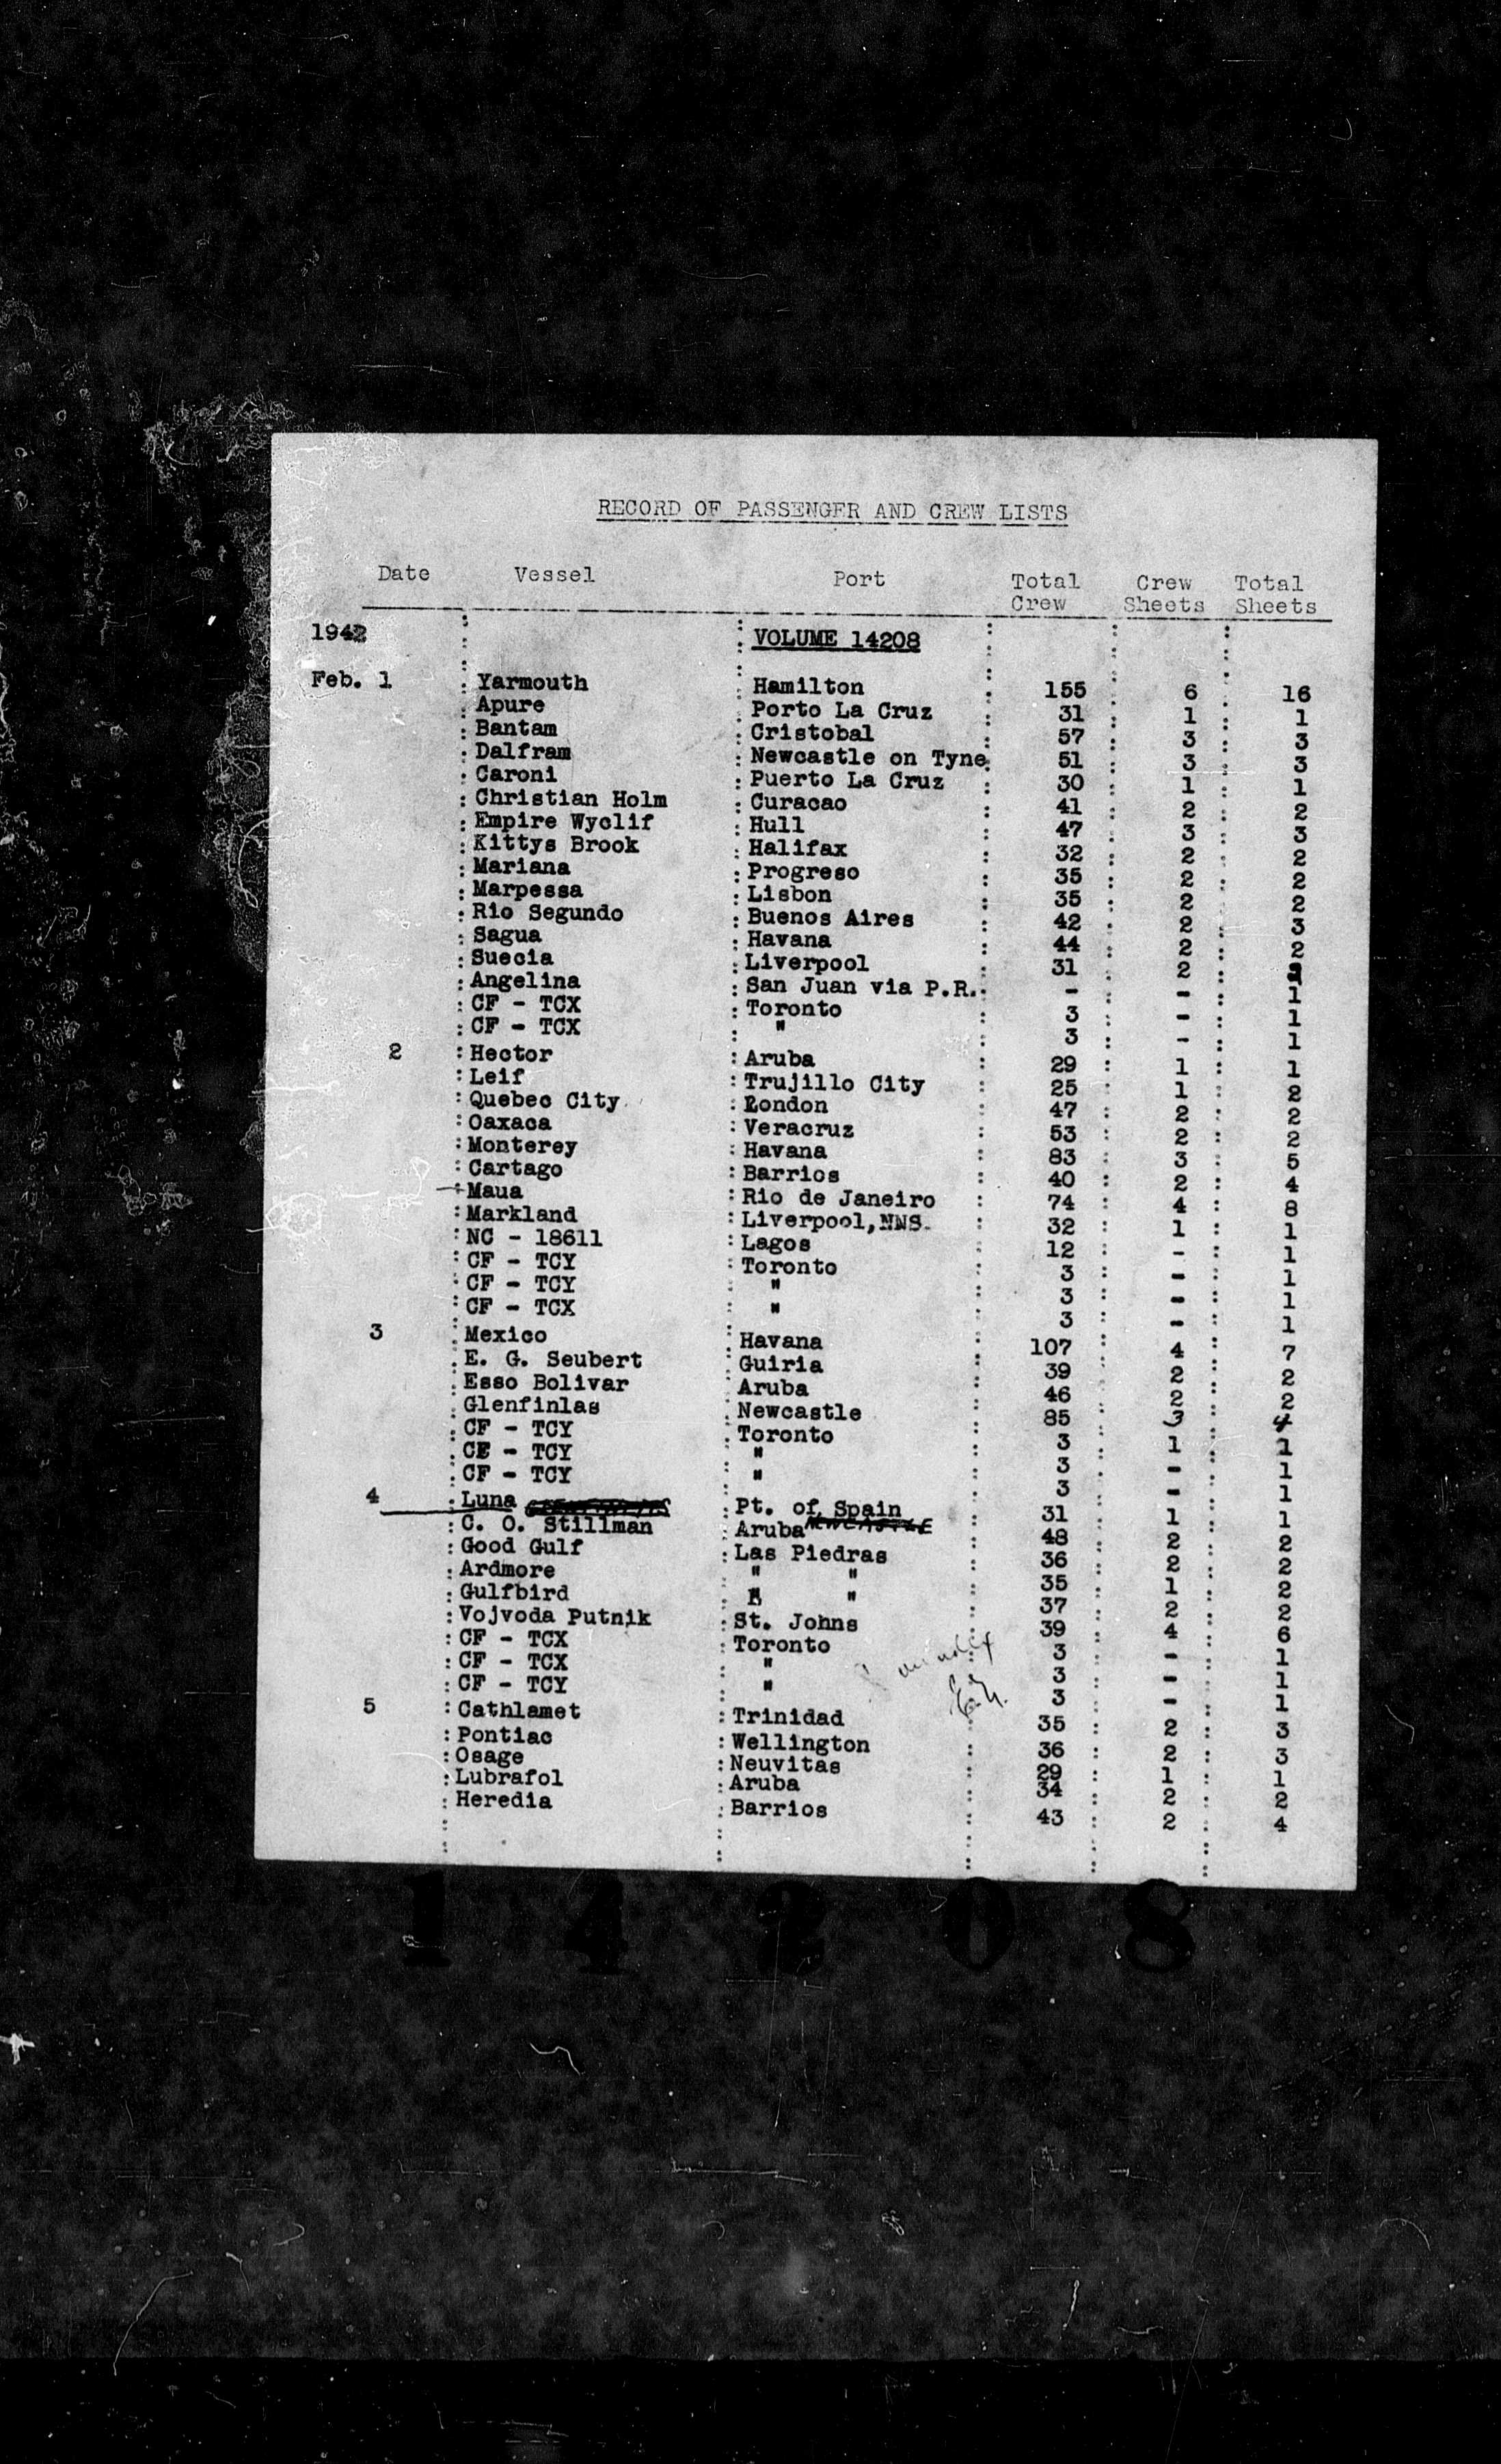 RECORD OF PASSENGER AND CREW LISTS
Date Vessel Port Total Crew Crew Sheets Total Sheets
1942 VOLUME 14208
Feb. 1 Yarmouth Hamilton 155 6 16
Apure Porto La Cruz 31 1 1
Bantam Cristobal 57 3 3
Dalfram Newcastle on Tyne 51 3 3
Caroni Puerto La Cruz 30 1 1
Christian Holm Curacao 41 2 2
Empire Wyclif Hull 47 3 3
Kittys Brook Halifax 32 2 2
Mariana Progreso 35 2 2
Marpessa Lisbon 35 2 2
Rio Segundo Buenos Aires 42 2 3
Sagua Havana 44 2 2
Suecia Liverpool 31 2
Angelina San Juan via P.R. - - 1
CF - TCX Toronto 3 - 1
CF - TCX " 3 - 1
2 Hector Aruba 29 1 1
Leif Trujillo City 25 1 2
Quebec City London 47 2 2
Oaxaca Veracruz 53 2 2
Monterey Havana 83 3 5
Cartago Barrios 40 2 4
Maua Rio de Janeiro 74 4 8
Markland Liverpool, NNS. 32 1 1
NC - 18611 Lagos 12 - 1
CF - TCY Toronto 3 - 1
CF - TCY " 3 - 1
CF - TCX " 3 - 1
3 Mexico Havana 107 4 7
E. G. Seubert Guiria 39 2 2
Esso Bolivar Aruba 46 2 2
Glenfinlas Newcastle 85 3 4
CF - TCY Toronto 3 1 1
CE - TCY " 3 - 1
CF - TCY " 3 - 1
4 Luna Pt. of Spain 31 1 1
C. O. Stillman Aruba NEWCASTLE 48 2 2
Good Gulf Las Piedras 36 2 2
Ardmore " " 35 1 2
Gulfbird " " 37 2 2
Vojvoda Putnik St. Johns 39 4 6
CF - TCX Toronto 3 - 1
CF - TCX " 3 - 1
CF - TCY " 3 - 1
5 Cathlamet Trinidad 35 2 3
Pontiac Wellington 36 2 3
Osage Neuvitas 29 1 1
Lubrafol Aruba 34 2 2
Heredia Barrios 43 2 4
14208